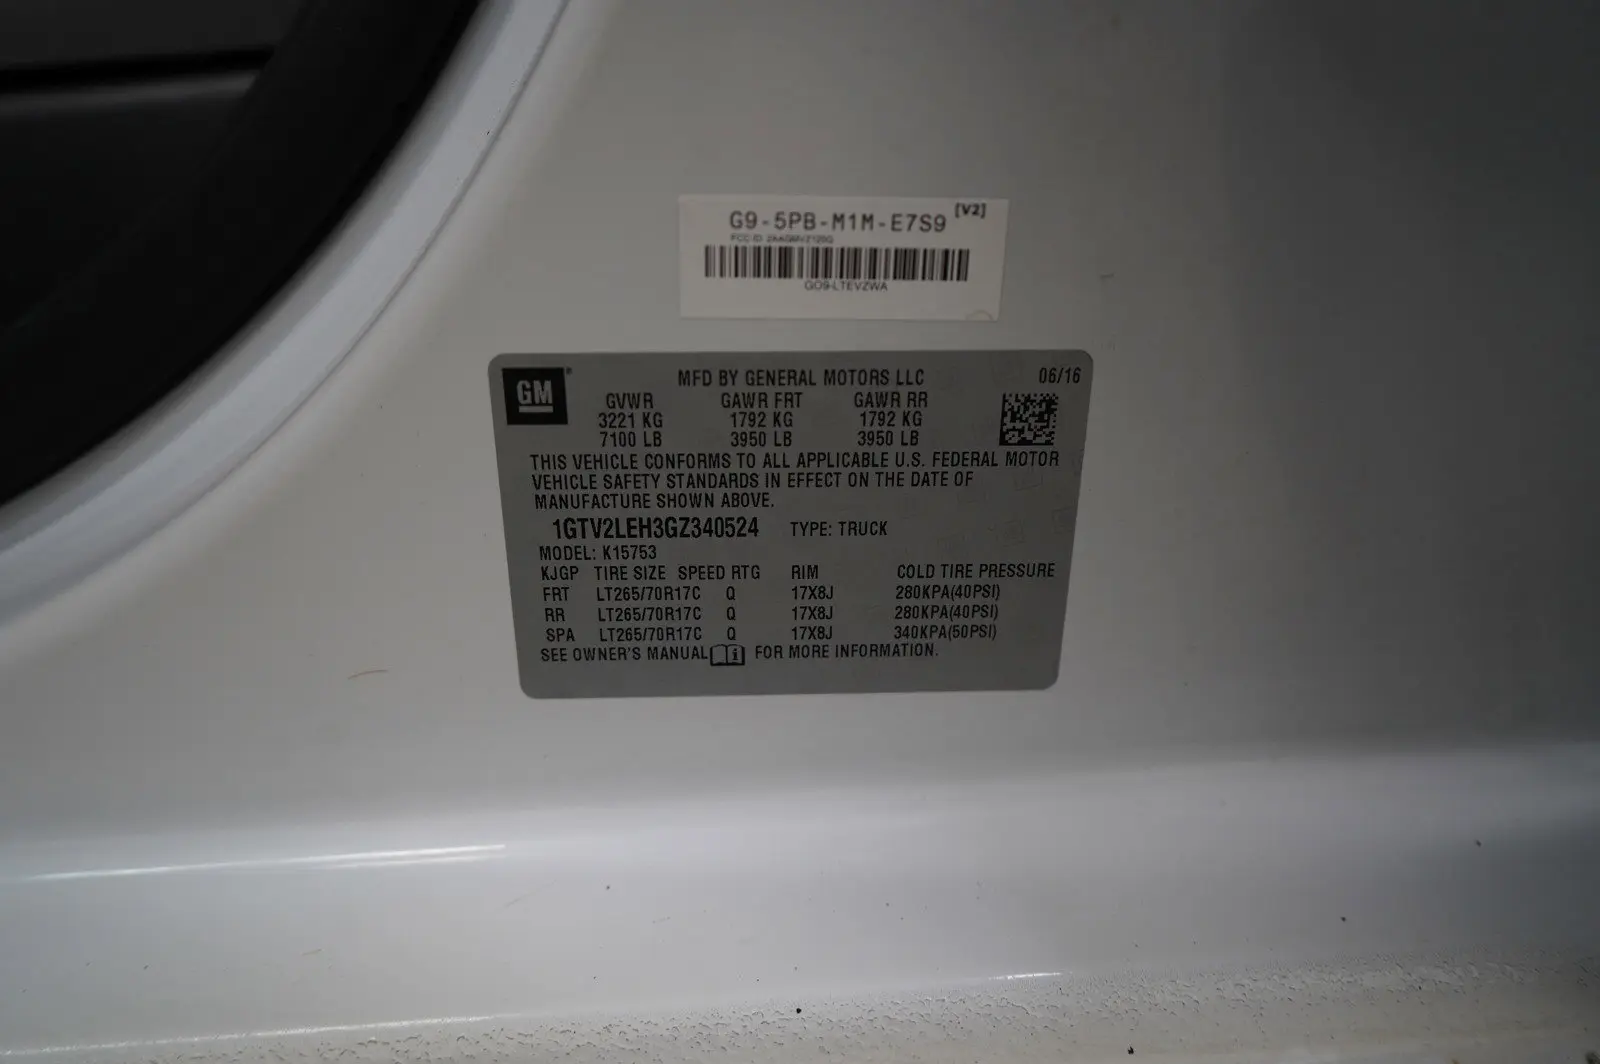 G9-5PB-M1M-E7S9 [V2]
FCC ID:
GO9-LTEVZWA
GM
MFD BY GENERAL MOTORS LLC 06/16
GVWR GAWR FRT GAWR RR
3221 KG 1792 KG 1792 KG
7100 LB 3950 LB 3950 LB
THIS VEHICLE CONFORMS TO ALL APPLICABLE U.S. FEDERAL MOTOR
VEHICLE SAFETY STANDARDS IN EFFECT ON THE DATE OF
MANUFACTURE SHOWN ABOVE.
1GTV2LEH3GZ340524 TYPE: TRUCK
MODEL: K15753
KJGP TIRE SIZE SPEED RTG RIM COLD TIRE PRESSURE
FRT LT265/70R17C Q 17X8J 280KPA(40PSI)
RR LT265/70R17C Q 17X8J 280KPA(40PSI)
SPA LT265/70R17C Q 17X8J 340KPA(50PSI)
SEE OWNER'S MANUAL FOR MORE INFORMATION.